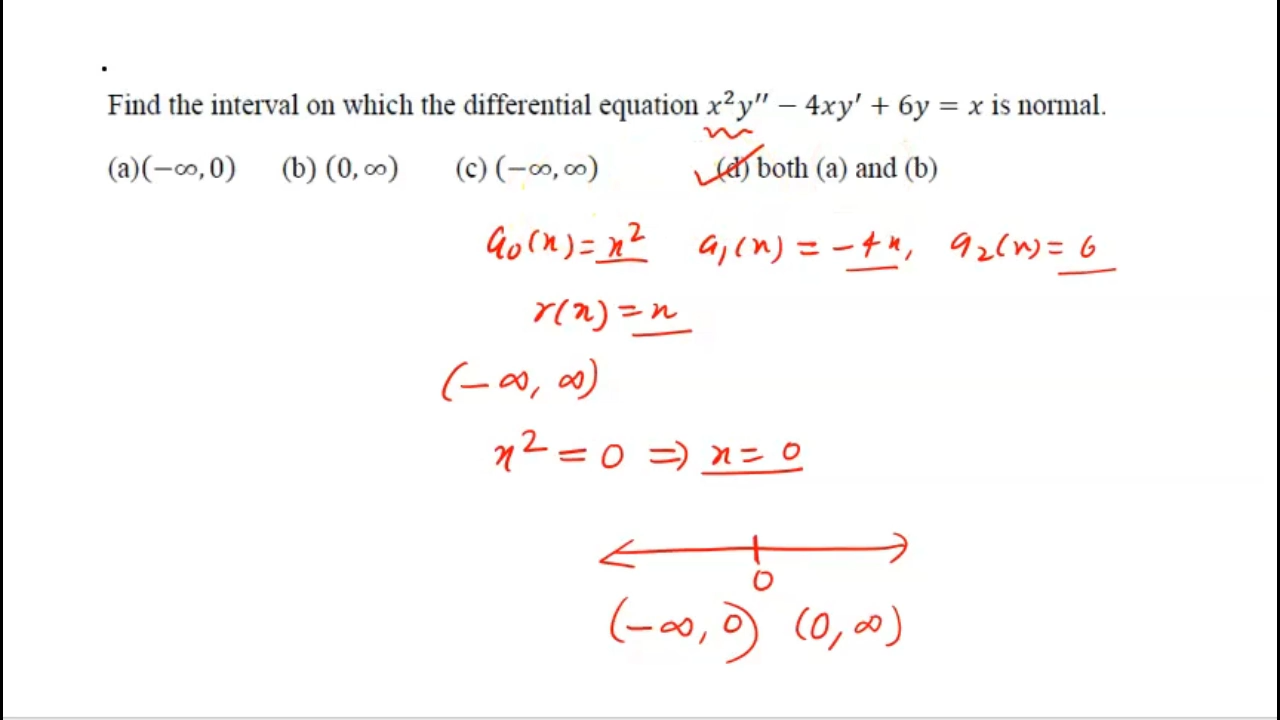 Find the interval on which the differential equation x²y″ − 4xy′ + 6y = x is normal.
(a)(−∞, 0) (b) (0, ∞) (c) (−∞, ∞) (d) both (a) and (b)
a₀(x) = x² a₁(x) = −4x, a₂(x) = 6
r(x) = x
(−∞, ∞)
x² = 0 ⇒ x = 0
0
(−∞, 0) (0, ∞)